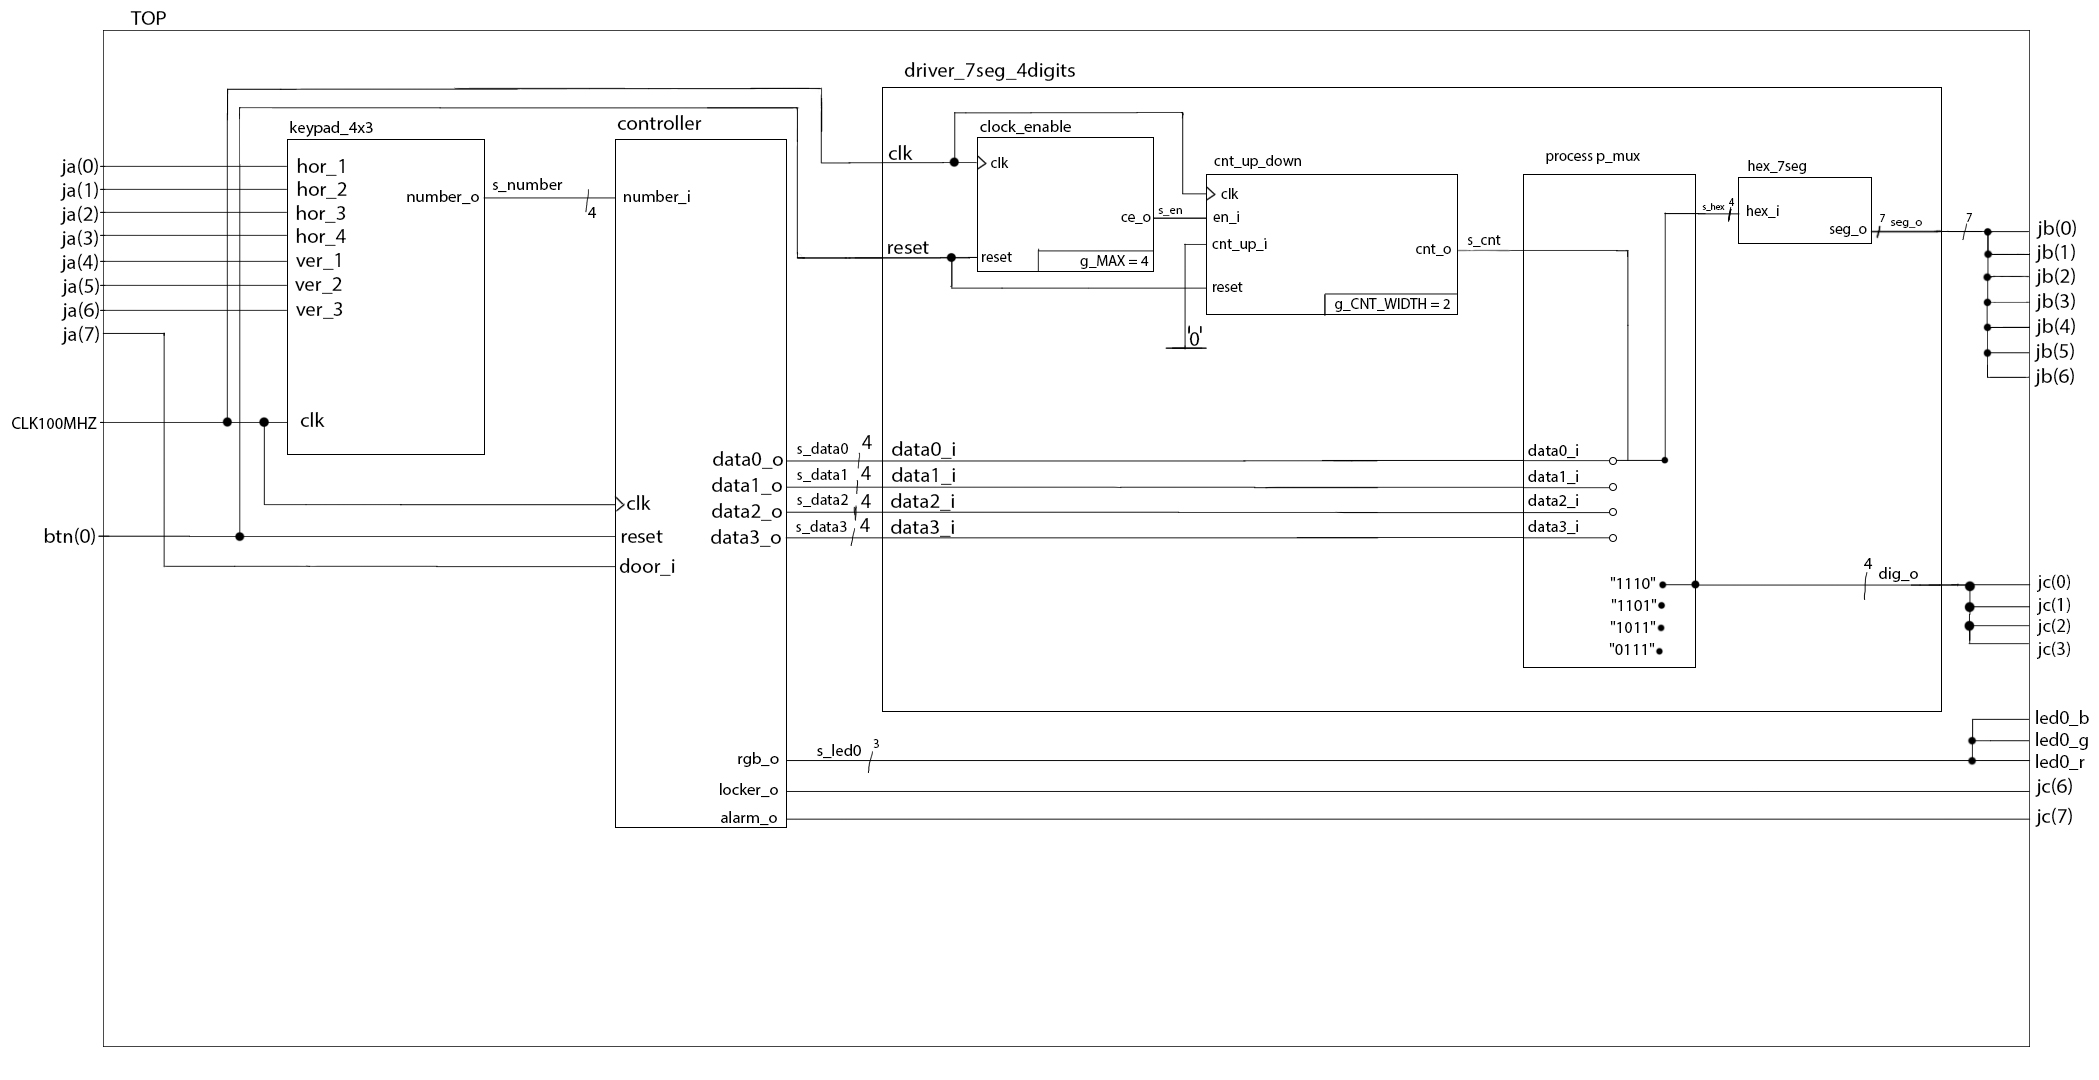 TOP
driver_7seg_4digits
keypad_4x3
controller
clock_enable
cnt_up_down
process p_mux
hex_7seg
ja(0)
ja(1)
ja(2)
ja(3)
ja(4)
ja(5)
ja(6)
ja(7)
CLK100MHZ
btn(0)
hor_1
hor_2
hor_3
hor_4
ver_1
ver_2
ver_3
clk
number_o
s_number
4
number_i
clk
reset
door_i
data0_o
data1_o
data2_o
data3_o
rgb_o
locker_o
alarm_o
s_data0
4
s_data1
4
s_data2
4
s_data3
4
s_led0
3
clk
reset
data0_i
data1_i
data2_i
data3_i
clk
ce_o
reset
g_MAX = 4
s_en
clk
en_i
cnt_up_i
reset
cnt_o
g_CNT_WIDTH = 2
'0'
s_cnt
data0_i
data1_i
data2_i
data3_i
"1110"
"1101"
"1011"
"0111"
s_hex
4
hex_i
seg_o
7
seg_o
7
4
dig_o
jb(0)
jb(1)
jb(2)
jb(3)
jb(4)
jb(5)
jb(6)
jc(0)
jc(1)
jc(2)
jc(3)
led0_b
led0_g
led0_r
jc(6)
jc(7)